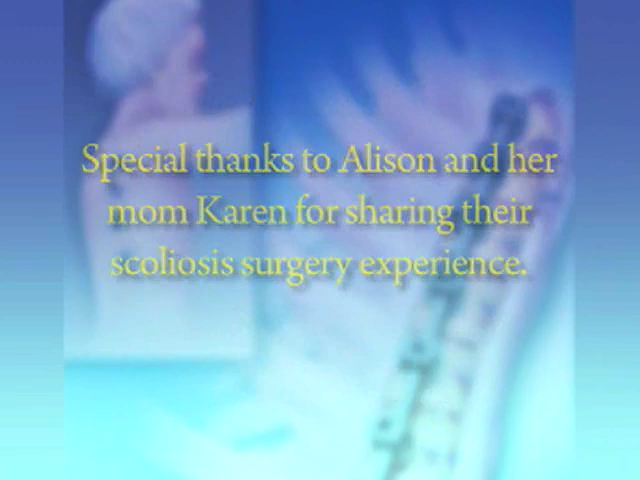 Special thanks to Alison and her
mom Karen for sharing their
scoliosis surgery experience.